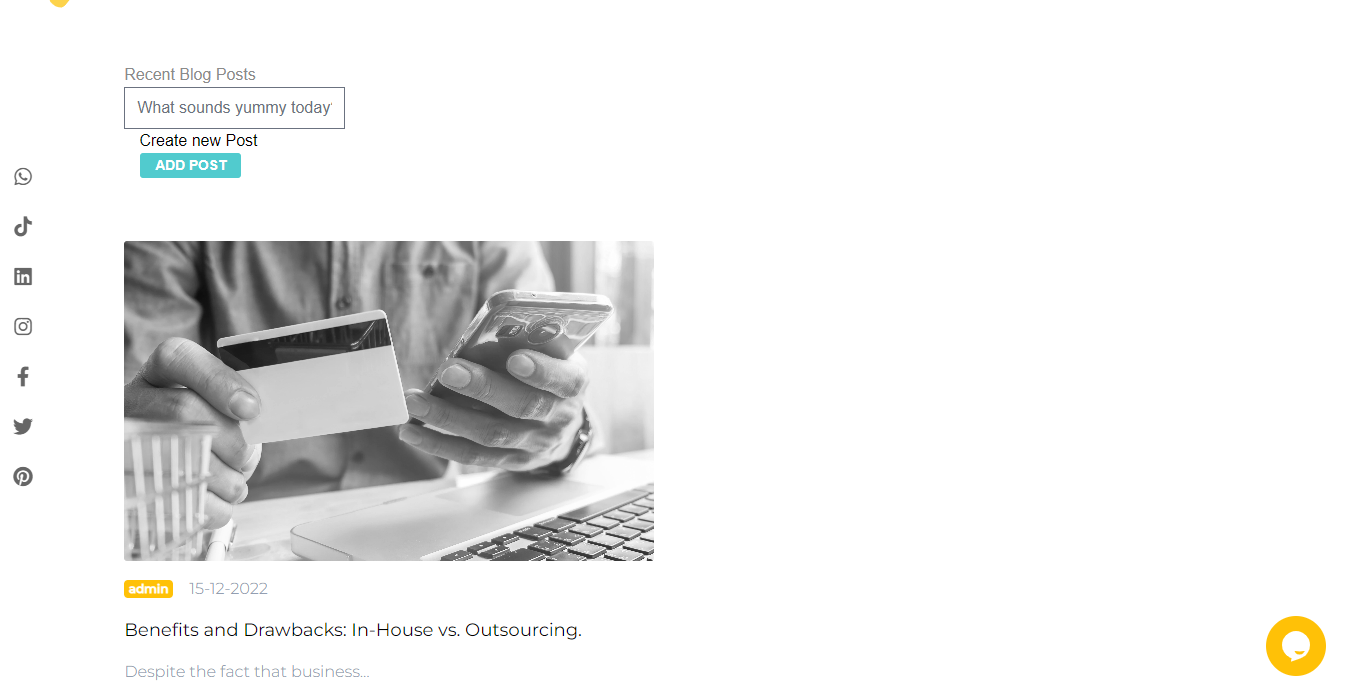 Recent Blog Posts
What sounds yummy today'
Create new Post
ADD POST
admin 15-12-2022
Benefits and Drawbacks: In-House vs. Outsourcing.
Despite the fact that business...